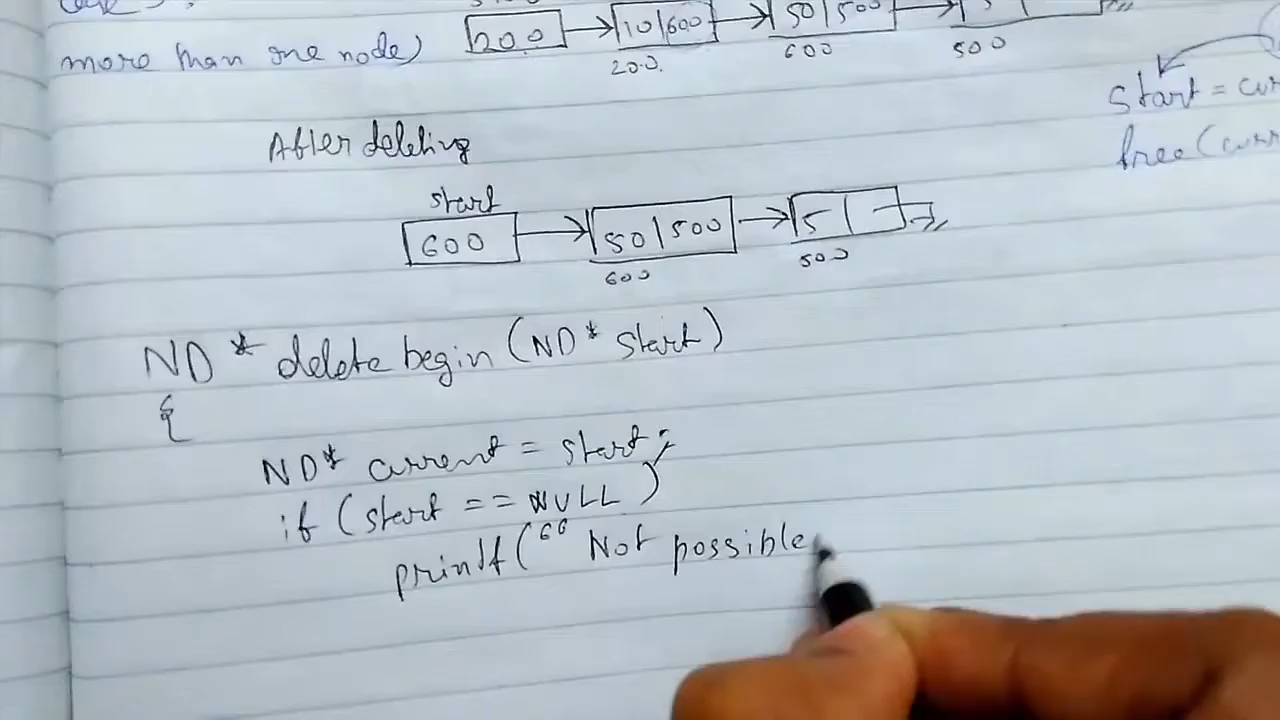 more than one node)
200 10|600 50|500
200 600 500
start = cur
free(curr
After deleting
start
600 50|500 5|
600 500
ND * delete begin (ND * start)
{
ND* current = start;
if (start == NULL)
printf("Not possible